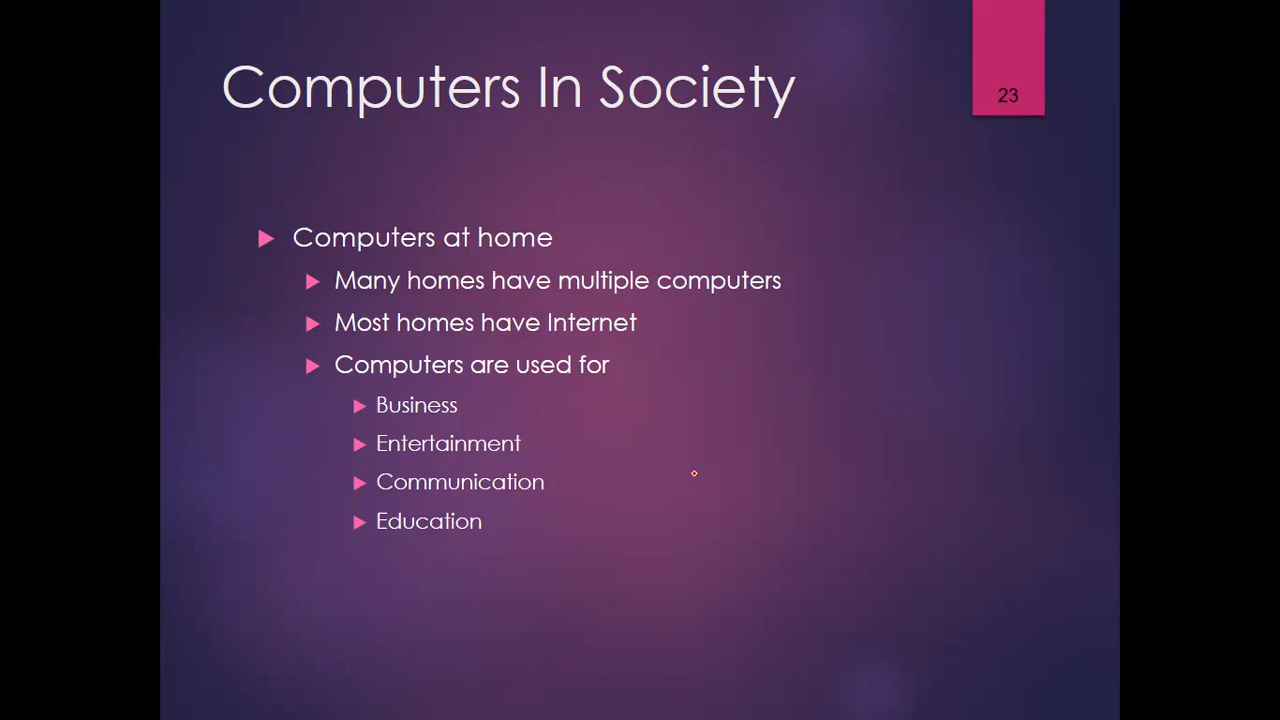 Computers In Society
23
Computers at home
Many homes have multiple computers
Most homes have Internet
Computers are used for
Business
Entertainment
Communication
Education